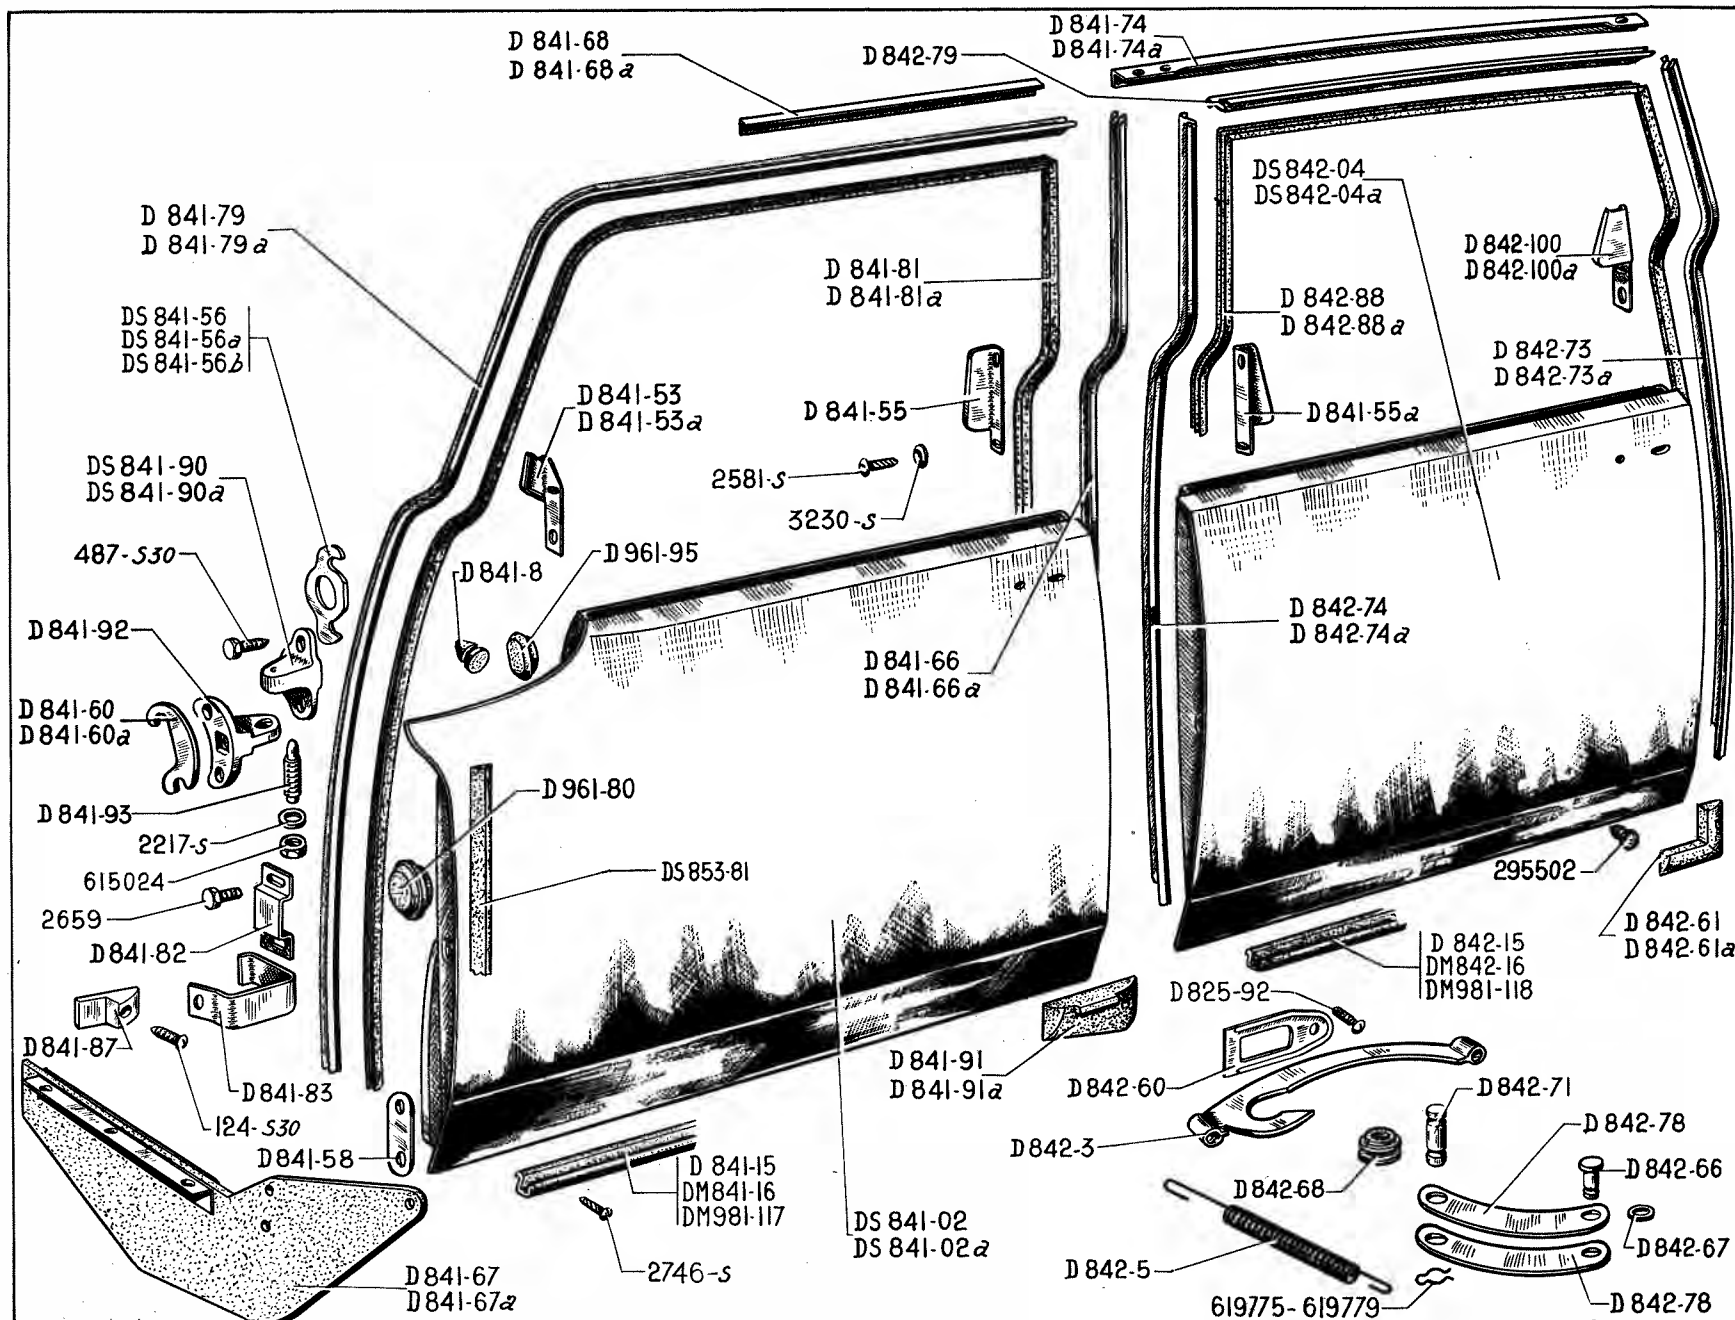 D 841-68
D 841-68a
D 842-79
D 841-74
D 841-74a
D 841-79
D 841-79a
DS 842-04
DS 842-04a
D 842-100
D 842-100a
D 841-81
D 841-81a
D 842-88
D 842-88a
DS 841-56
DS 841-56a
DS 841-56b
D 842-73
D 842-73a
D 841-53
D 841-53a
D 841-55
D 841-55a
DS 841-90
DS 841-90a
2581-s
3230-s
487-S30
D 961-95
D 841-8
D 842-74
D 842-74a
D 841-92
D 841-66
D 841-66a
D 841-60
D 841-60a
D 961-80
D 841-93
2217-s
615024
DS 853-81
295502
2659
D 841-82
D 842-61
D 842-61a
D 842-15
DM 842-16
DM 981-118
D 825-92
D 841-87
D 841-83
D 841-91
D 841-91a
D 842-60
D 842-71
124-S30
D 842-78
D 841-58
D 842-3
D 842-66
D 841-15
DM 841-16
DM 981-117
D 842-68
DS 841-02
DS 841-02a
D 842-67
D 842-5
2746-s
D 841-67
D 841-67a
619775-619779
D 842-78